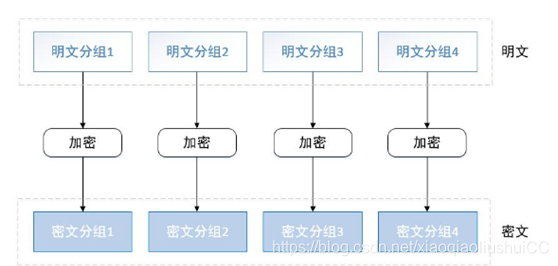 明文分组1 明文分组2 明文分组3 明文分组4 明文
加密 加密 加密 加密
密文分组1 密文分组2 密文分组3 密文分组4 密文
https://blog.csdn.net/xiaoqiaoliushuiCC